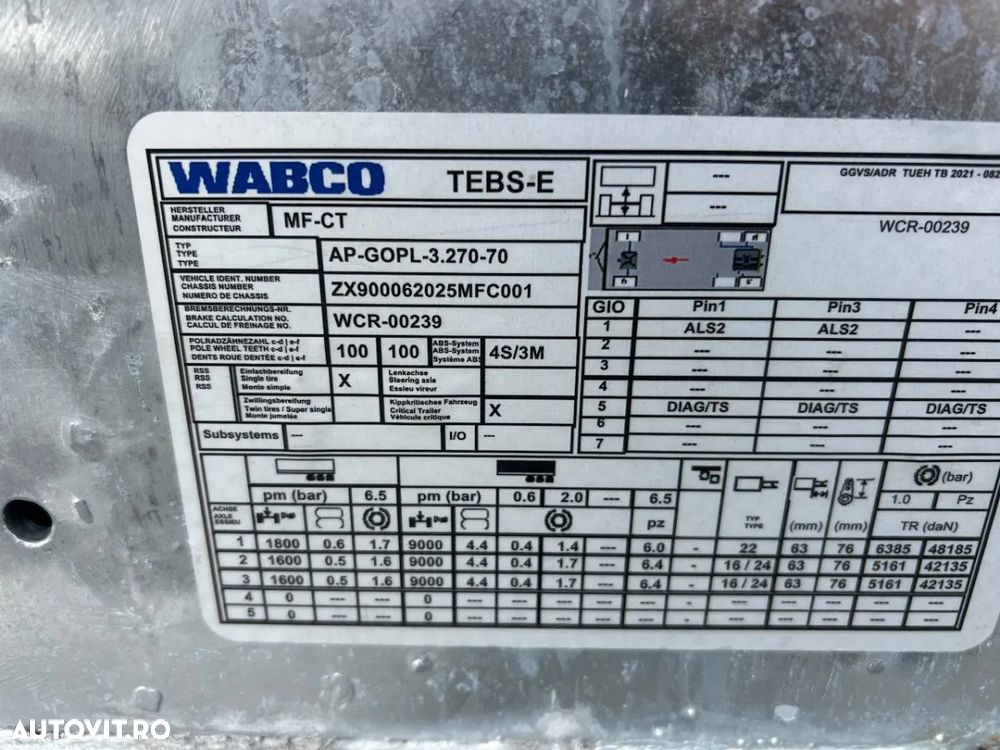 WABCO TEBS-E
--- 
---
GGVS/ADR TUEH TB 2021 - 082
HERSTELLER
MANUFACTURER
CONSTRUCTEUR
MF-CT
WCR-00239
TYP
TYPE
TYPE
AP-GOPL-3.270-70
VEHICLE IDENT. NUMBER
CHASSIS NUMBER
NUMERO DE CHASSIS
ZX900062025MFC001
BREMSBERECHNUNGS-NR.
BRAKE CALCULATION NO.
CALCUL DE FREINAGE NO.
WCR-00239
POLRADZÄHNEZAHL c-d | e-f
POLE WHEEL TEETH c-d | e-f
DENTS ROUE DENTÉE c-d | e-f
100 100
ABS-System
ABS-System
Système ABS
4S/3M
RSS
RSS
RSS
Einfachbereifung
Single tire
Monte simple
X
Lenkachse
Steering axle
Essieu vireur
Zwillingsbereifung
Twin tires / Super single
Monte jumelée
Kippkritisches Fahrzeug
Critical Trailer
Véhicule critique
X
Subsystems --- I/O ---
GIO Pin1 Pin3 Pin4
1 ALS2 ALS2 ---
2 --- --- ---
3 --- --- ---
4 --- --- ---
5 DIAG/TS DIAG/TS DIAG/TS
6 --- --- ---
7 --- --- ---
pm (bar) 6.5 pm (bar) 0.6 2.0 --- 6.5
(bar)
1.0 Pz
ACHSE
AXLE
ESSIEU
pz
TYP
TYPE
(mm) (mm) TR (daN)
1 1800 0.6 1.7 9000 4.4 0.4 1.4 --- 6.0 - 22 63 76 6385 48185
2 1600 0.5 1.6 9000 4.4 0.4 1.7 --- 6.4 - 16 / 24 63 76 5161 42135
3 1600 0.5 1.6 9000 4.4 0.4 1.7 --- 6.4 - 16 / 24 63 76 5161 42135
4 0 --- --- 0 --- --- --- --- --- - --- --- --- --- ---
5 0 --- --- 0 --- --- --- --- --- - --- --- --- --- ---
AUTOVIT.RO